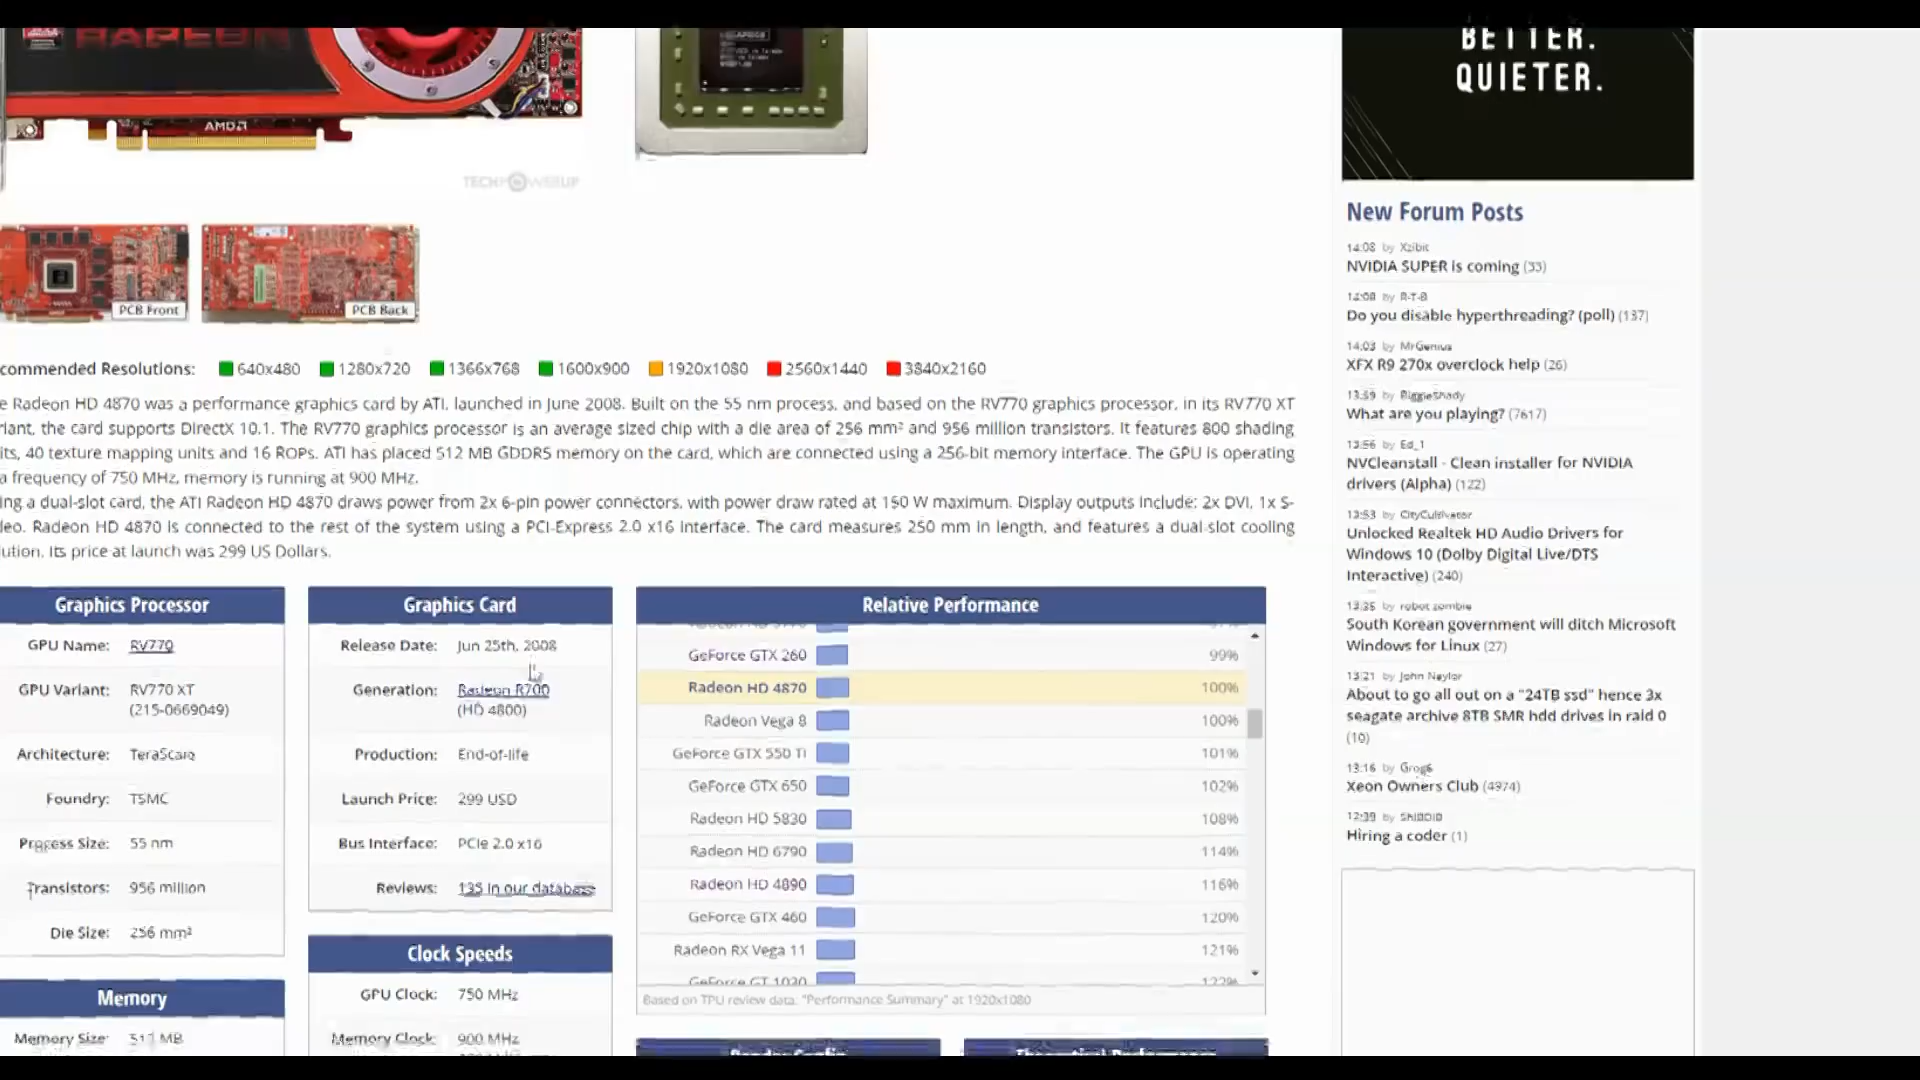 BETTER.
QUIETER.
RADEON
AMD
TECHPOWERUP
PCB Front
PCB Back
commended Resolutions: 640x480 1280x720 1366x768 1600x900 1920x1080 2560x1440 3840x2160
e Radeon HD 4870 was a performance graphics card by ATI, launched in June 2008. Built on the 55 nm process, and based on the RV770 graphics processor, in its RV770 XT
riant, the card supports DirectX 10.1. The RV770 graphics processor is an average sized chip with a die area of 256 mm² and 956 million transistors. It features 800 shading
its, 40 texture mapping units and 16 ROPs. ATI has placed 512 MB GDDR5 memory on the card, which are connected using a 256-bit memory interface. The GPU is operating
a frequency of 750 MHz, memory is running at 900 MHz.
ing a dual-slot card, the ATI Radeon HD 4870 draws power from 2x 6-pin power connectors, with power draw rated at 150 W maximum. Display outputs include: 2x DVI, 1x S-
deo. Radeon HD 4870 is connected to the rest of the system using a PCI-Express 2.0 x16 interface. The card measures 250 mm in length, and features a dual-slot cooling
lution. Its price at launch was 299 US Dollars.
Graphics Processor
GPU Name: RV770
GPU Variant: RV770 XT
(215-0669049)
Architecture: TeraScale
Foundry: TSMC
Process Size: 55 nm
Transistors: 956 million
Die Size: 256 mm²
Memory
Memory Size: 512 MB
Graphics Card
Release Date: Jun 25th, 2008
Generation: Radeon R700
(HD 4800)
Production: End-of-life
Launch Price: 299 USD
Bus Interface: PCIe 2.0 x16
Reviews: 135 in our database
Clock Speeds
GPU Clock: 750 MHz
Memory Clock: 900 MHz
Relative Performance
GeForce GTX 260 99%
Radeon HD 4870 100%
Radeon Vega 8 100%
GeForce GTX 550 Ti 101%
GeForce GTX 650 102%
Radeon HD 5830 108%
Radeon HD 6790 114%
Radeon HD 4890 116%
GeForce GTX 460 120%
Radeon RX Vega 11 121%
GeForce GT 1030 122%
Based on TPU review data: "Performance Summary" at 1920x1080
New Forum Posts
14:08 by Xzibit
NVIDIA SUPER is coming (33)
by R-T-B
Do you disable hyperthreading? (poll) (137)
14:03 by MrGenius
XFX R9 270x overclock help (26)
13:59 by BiggieShady
What are you playing? (7617)
13:56 by Ed_1
NVCleanstall - Clean installer for NVIDIA
drivers (Alpha) (122)
13:53 by CityCultivator
Unlocked Realtek HD Audio Drivers for
Windows 10 (Dolby Digital Live/DTS
Interactive) (240)
13:35 by robot zombie
South Korean government will ditch Microsoft
Windows for Linux (27)
13:21 by John Naylor
About to go all out on a "24TB ssd" hence 3x
seagate archive 8TB SMR hdd drives in raid 0
(10)
13:16 by Grog6
Xeon Owners Club (4974)
12:39 by
Hiring a coder (1)